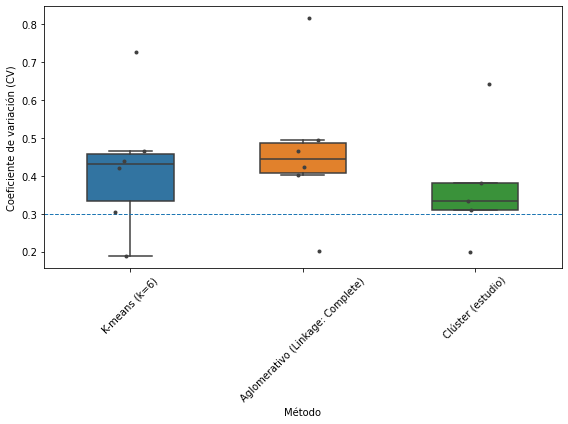 Coeficiente de variación (CV)
0.8
0.7
0.6
0.5
0.4
0.3
0.2
K-means (k=6)
Aglomerativo (Linkage: Complete)
Clúster (estudio)
Método